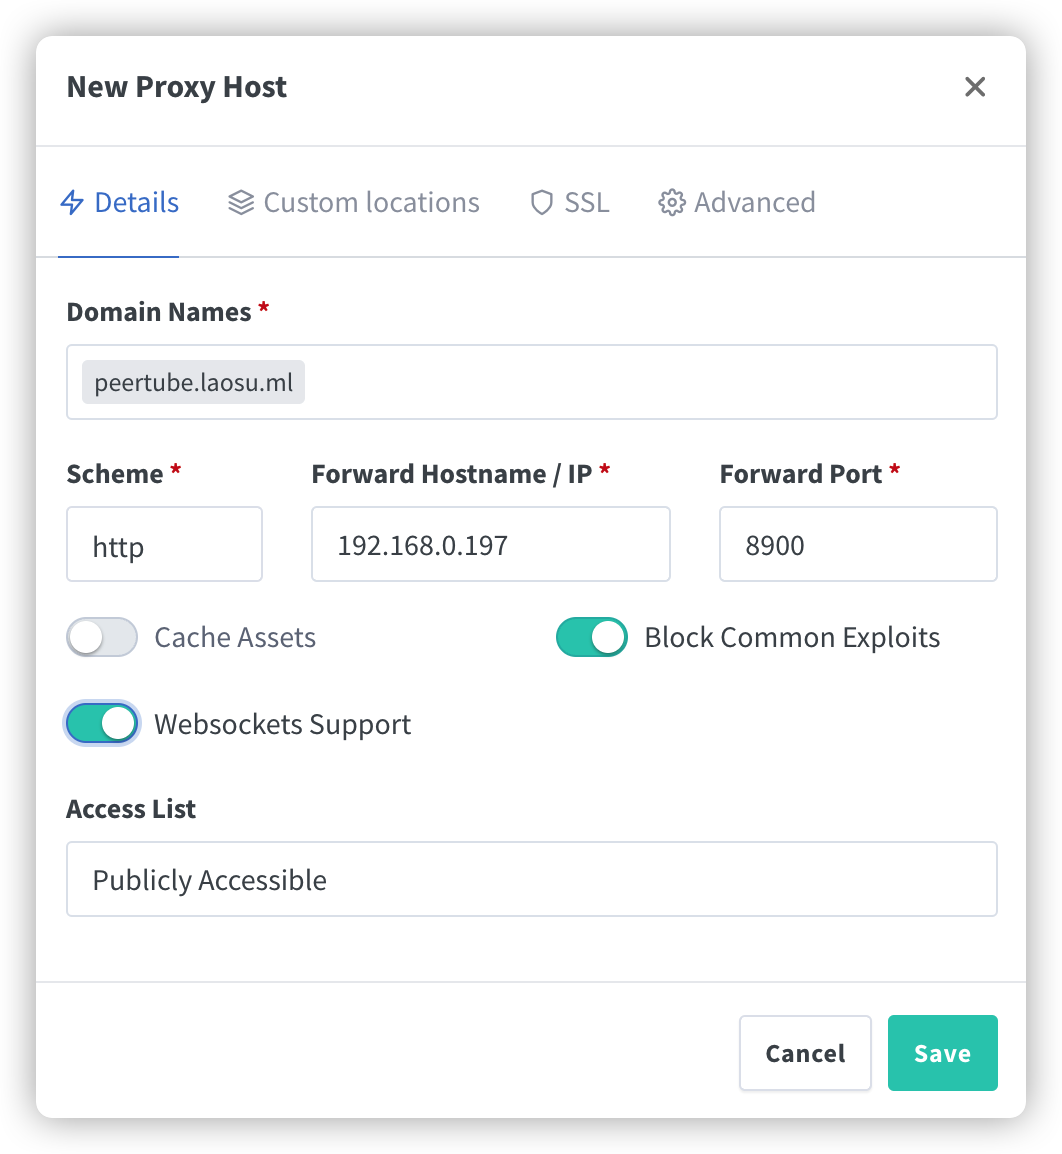 New Proxy Host
Details Custom locations SSL Advanced
Domain Names *
peertube.laosu.ml
Scheme * Forward Hostname / IP * Forward Port *
http 192.168.0.197 8900
Cache Assets Block Common Exploits
Websockets Support
Access List
Publicly Accessible
Cancel Save